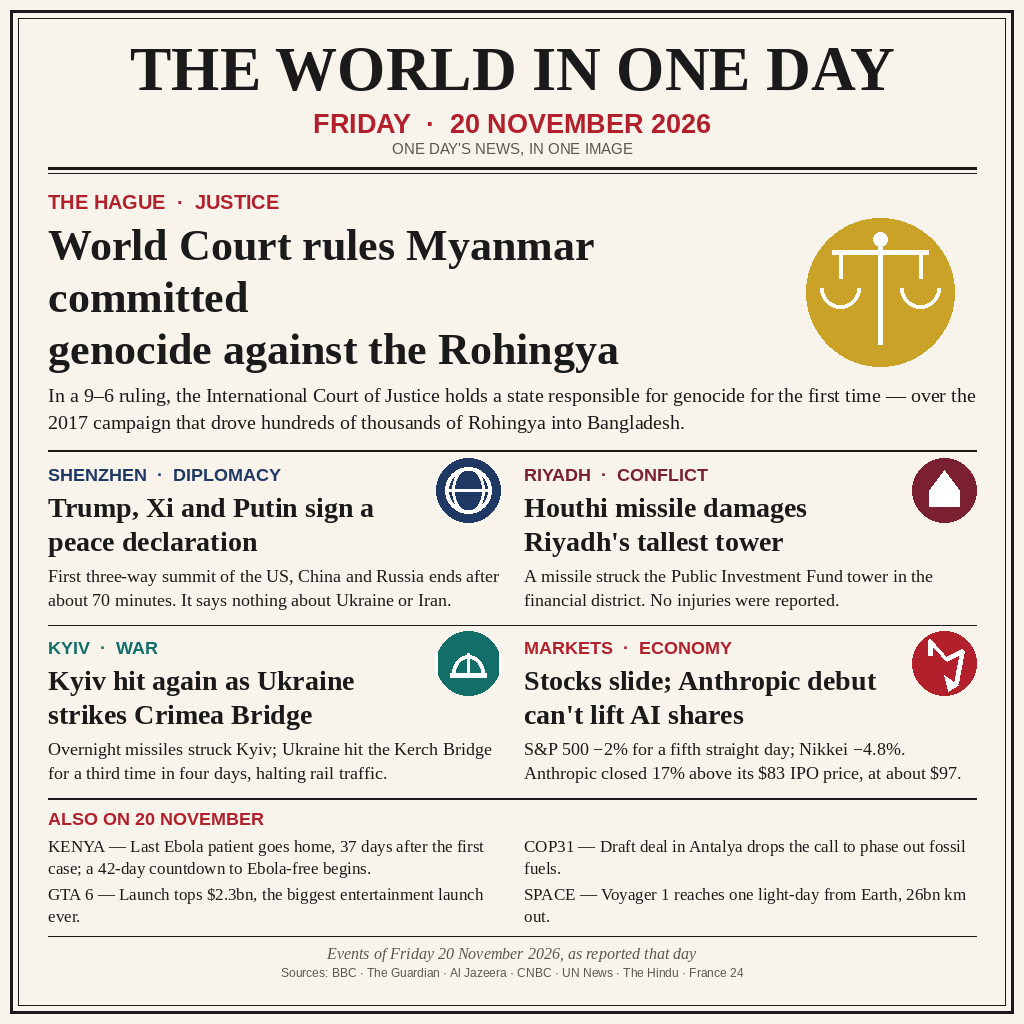 THE WORLD IN ONE DAY
FRIDAY · 20 NOVEMBER 2026
ONE DAY'S NEWS, IN ONE IMAGE
THE HAGUE · JUSTICE
World Court rules Myanmar
committed
genocide against the Rohingya
In a 9–6 ruling, the International Court of Justice holds a state responsible for genocide for the first time — over the
2017 campaign that drove hundreds of thousands of Rohingya into Bangladesh.
SHENZHEN · DIPLOMACY
Trump, Xi and Putin sign a
peace declaration
First three-way summit of the US, China and Russia ends after
about 70 minutes. It says nothing about Ukraine or Iran.
RIYADH · CONFLICT
Houthi missile damages
Riyadh's tallest tower
A missile struck the Public Investment Fund tower in the
financial district. No injuries were reported.
KYIV · WAR
Kyiv hit again as Ukraine
strikes Crimea Bridge
Overnight missiles struck Kyiv; Ukraine hit the Kerch Bridge
for a third time in four days, halting rail traffic.
MARKETS · ECONOMY
Stocks slide; Anthropic debut
can't lift AI shares
S&P 500 −2% for a fifth straight day; Nikkei −4.8%.
Anthropic closed 17% above its $83 IPO price, at about $97.
ALSO ON 20 NOVEMBER
KENYA — Last Ebola patient goes home, 37 days after the first
case; a 42-day countdown to Ebola-free begins.
GTA 6 — Launch tops $2.3bn, the biggest entertainment launch
ever.
COP31 — Draft deal in Antalya drops the call to phase out fossil
fuels.
SPACE — Voyager 1 reaches one light-day from Earth, 26bn km
out.
Events of Friday 20 November 2026, as reported that day
Sources: BBC · The Guardian · Al Jazeera · CNBC · UN News · The Hindu · France 24